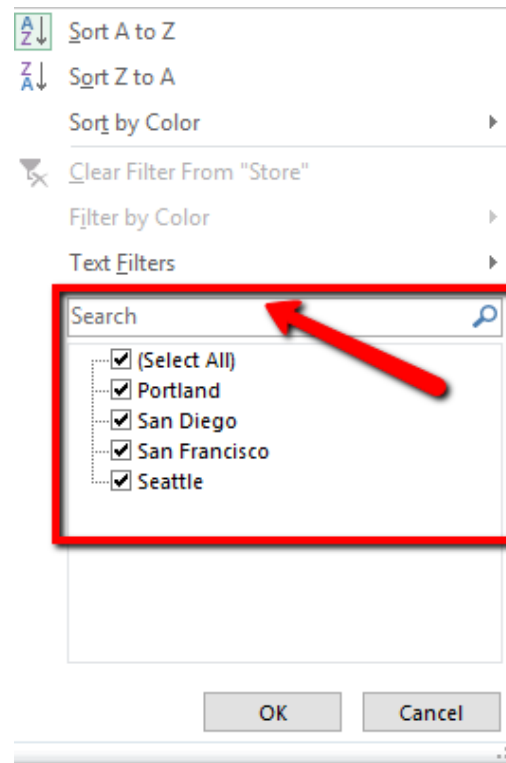 Sort A to Z
Sort Z to A
Sort by Color
Clear Filter From "Store"
Filter by Color
Text Filters
Search
(Select All)
Portland
San Diego
San Francisco
Seattle
OK Cancel